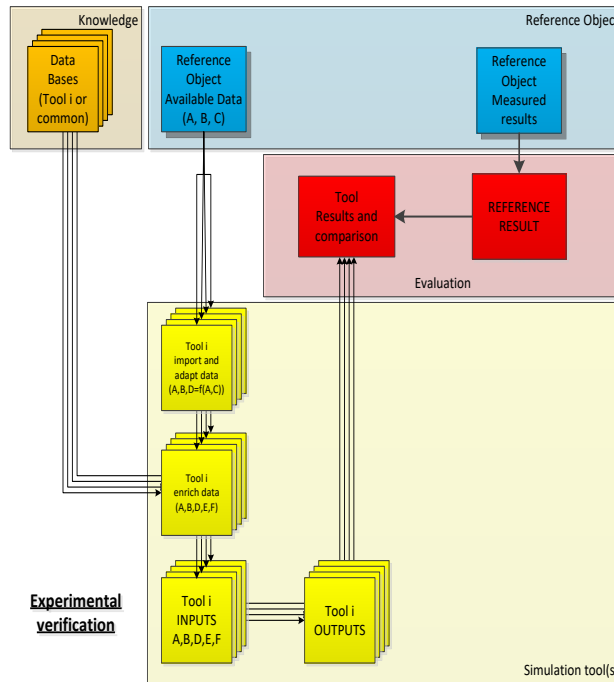 Knowledge
Reference Objec
Data
Bases
(Tool i or
common)
Reference
Object
Available Data
(A, B, C)
Reference
Object
Measured
results
Tool
Results and
comparison
REFERENCE
RESULT
Evaluation
Tool i
import and
adapt data
(A,B,D=f(A,C))
Tool i
enrich data
(A,B,D,E,F)
Tool i
INPUTS
A,B,D,E,F
Tool i
OUTPUTS
Experimental
verification
Simulation tool(s